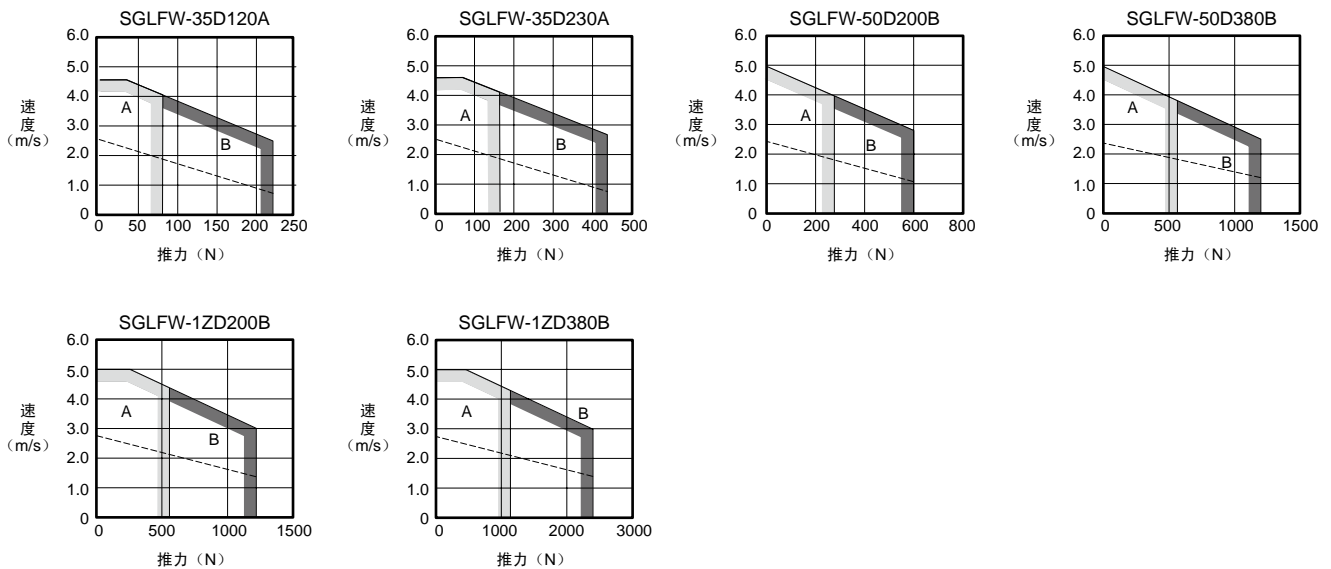 SGLFW-35D120A
6.0
5.0
4.0
3.0
2.0
1.0
0
速
度
（m/s）
A
B
0 50 100 150 200 250
推力（N）
SGLFW-35D230A
6.0
5.0
4.0
3.0
2.0
1.0
0
速
度
（m/s）
A
B
0 100 200 300 400 500
推力（N）
SGLFW-50D200B
6.0
5.0
4.0
3.0
2.0
1.0
0
速
度
（m/s）
A
B
0 200 400 600 800
推力（N）
SGLFW-50D380B
6.0
5.0
4.0
3.0
2.0
1.0
0
速
度
（m/s）
A
B
0 500 1000 1500
推力（N）
SGLFW-1ZD200B
6.0
5.0
4.0
3.0
2.0
1.0
0
速
度
（m/s）
A
B
0 500 1000 1500
推力（N）
SGLFW-1ZD380B
6.0
5.0
4.0
3.0
2.0
1.0
0
速
度
（m/s）
A
B
0 1000 2000 3000
推力（N）